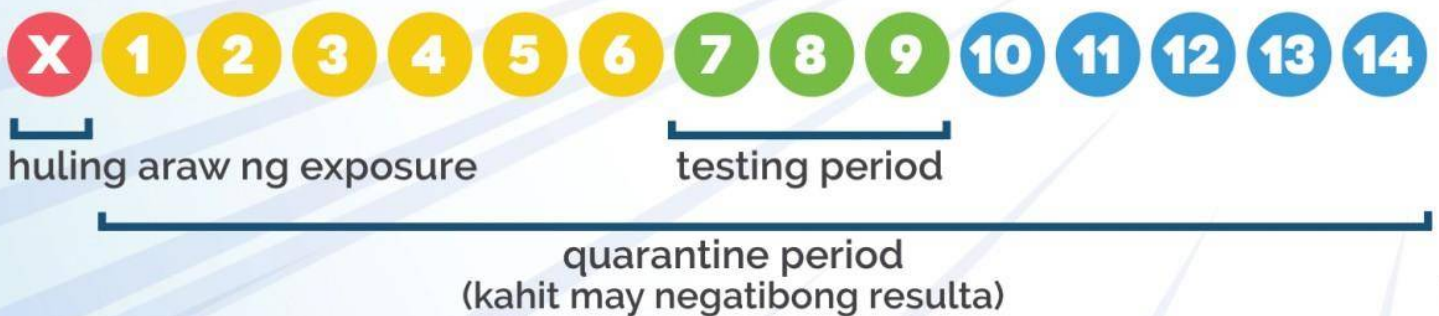 X 1 2 3 4 5 6 7 8 9 10 11 12 13 14
huling araw ng exposure testing period
quarantine period
(kahit may negatibong resulta)